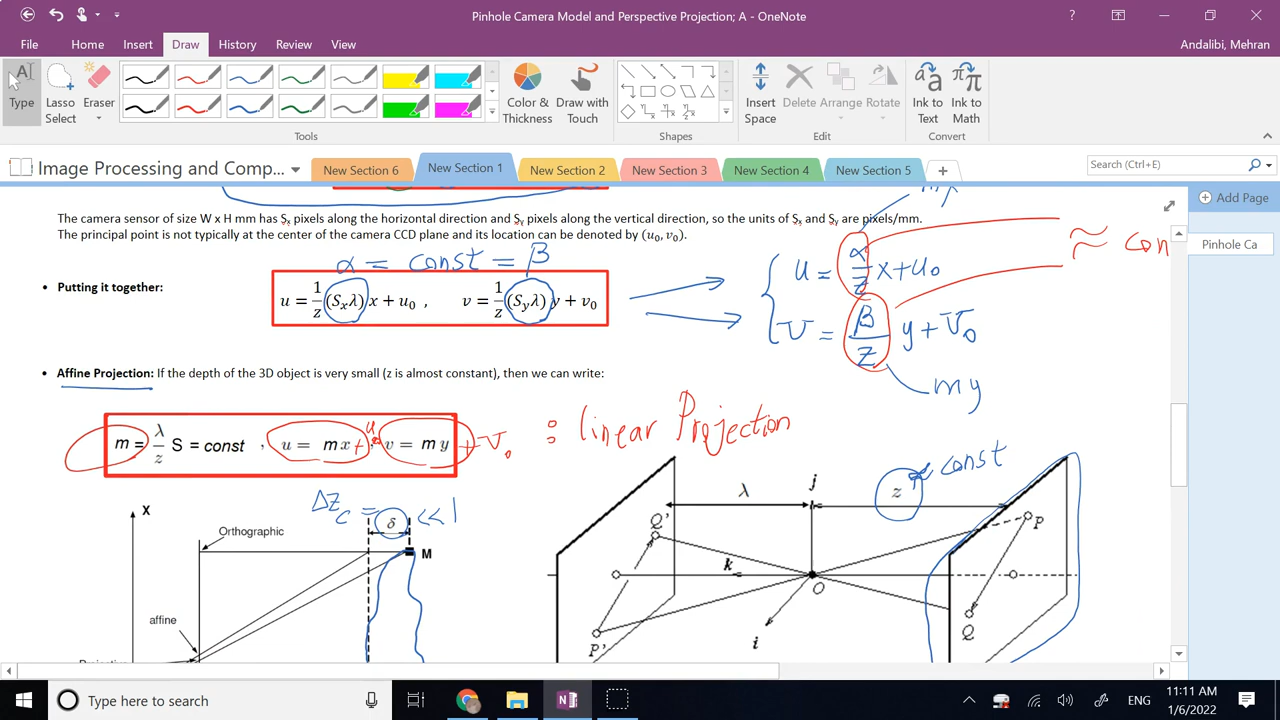 Pinhole Camera Model and Perspective Projection; A - OneNote
File Home Insert Draw History Review View
Andalibi, Mehran
Type
Lasso Select
Eraser
Color & Thickness
Draw with Touch
Insert Space
Delete Arrange Rotate
Ink to Text
Ink to Math
Tools Shapes Edit Convert
Image Processing and Comp...
New Section 6 New Section 1 New Section 2 New Section 3 New Section 4 New Section 5
Search (Ctrl+E)
Add Page
Pinhole Ca
The camera sensor of size W x H mm has Sx pixels along the horizontal direction and Sy pixels along the vertical direction, so the units of Sx and Sy are pixels/mm.
The principal point is not typically at the center of the camera CCD plane and its location can be denoted by (u₀, v₀).
α = const = β
• Putting it together:
u = 1/z (Sxλ) x + u₀ , v = 1/z (Syλ) y + v₀
mx
u = α/z x + u₀
v = β/z y + v₀
≈ con
my
• Affine Projection: If the depth of the 3D object is very small (z is almost constant), then we can write:
m = λ/z S = const , u = m x + u₀, v = m y + v₀
: linear Projection
Δzc = δ << 1
X
Orthographic
M
affine
λ
j
z ≈ const
Q'
P
k
O
Q
P'
i
Type here to search
ENG
11:11 AM
1/6/2022